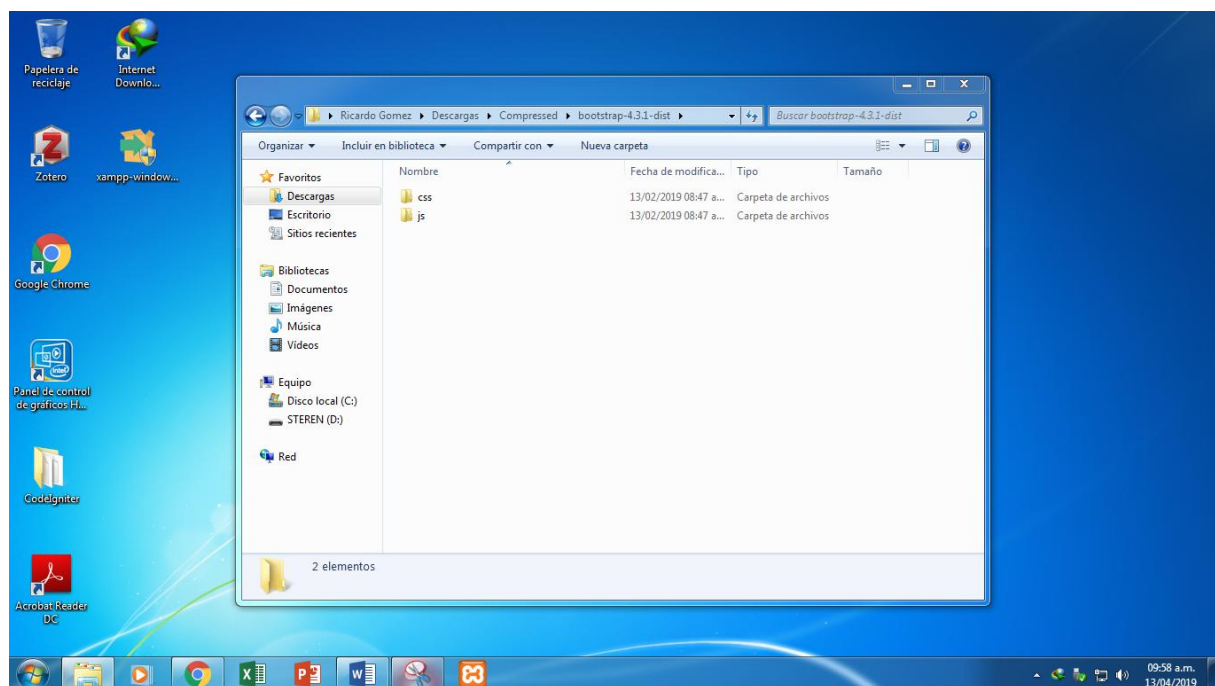 Papelera de
reciclaje
Internet
Downlo...
Zotero
xampp-window...
Google Chrome
Panel de control
de graficos H...
CodeIgniter
Acrobat Reader
DC
Ricardo Gomez Descargas Compressed bootstrap-4.3.1-dist
Buscar bootstrap-4.3.1-dist
Organizar Incluir en biblioteca Compartir con Nueva carpeta
Favoritos
Descargas
Escritorio
Sitios recientes
Bibliotecas
Documentos
Imágenes
Música
Vídeos
Equipo
Disco local (C:)
STEREN (D:)
Red
Nombre Fecha de modifica... Tipo Tamaño
css 13/02/2019 08:47 a... Carpeta de archivos
js 13/02/2019 08:47 a... Carpeta de archivos
2 elementos
09:58 a.m.
13/04/2019